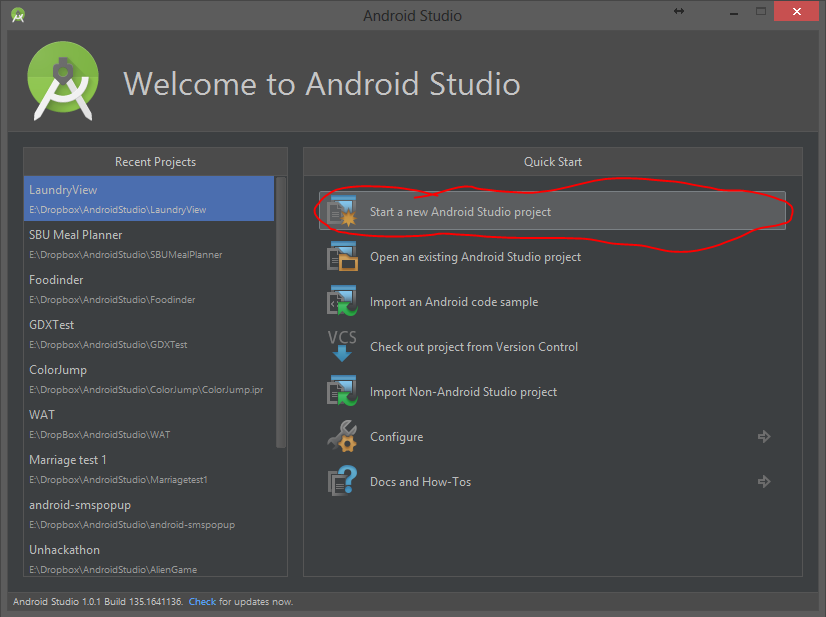 Android Studio
Welcome to Android Studio
Recent Projects
LaundryView
E:\Dropbox\AndroidStudio\LaundryView
SBU Meal Planner
E:\Dropbox\AndroidStudio\SBUMealPlanner
Foodinder
E:\Dropbox\AndroidStudio\Foodinder
GDXTest
E:\Dropbox\AndroidStudio\GDXTest
ColorJump
E:\Dropbox\AndroidStudio\ColorJump\ColorJump.ipr
WAT
E:\DropBox\AndroidStudio\WAT
Marriage test 1
E:\Dropbox\AndroidStudio\Marriagetest1
android-smspopup
E:\Dropbox\AndroidStudio\android-smspopup
Unhackathon
E:\Dropbox\AndroidStudio\AlienGame
Quick Start
Start a new Android Studio project
Open an existing Android Studio project
Import an Android code sample
VCS
Check out project from Version Control
Import Non-Android Studio project
Configure
Docs and How-Tos
Android Studio 1.0.1 Build 135.1641136. Check for updates now.